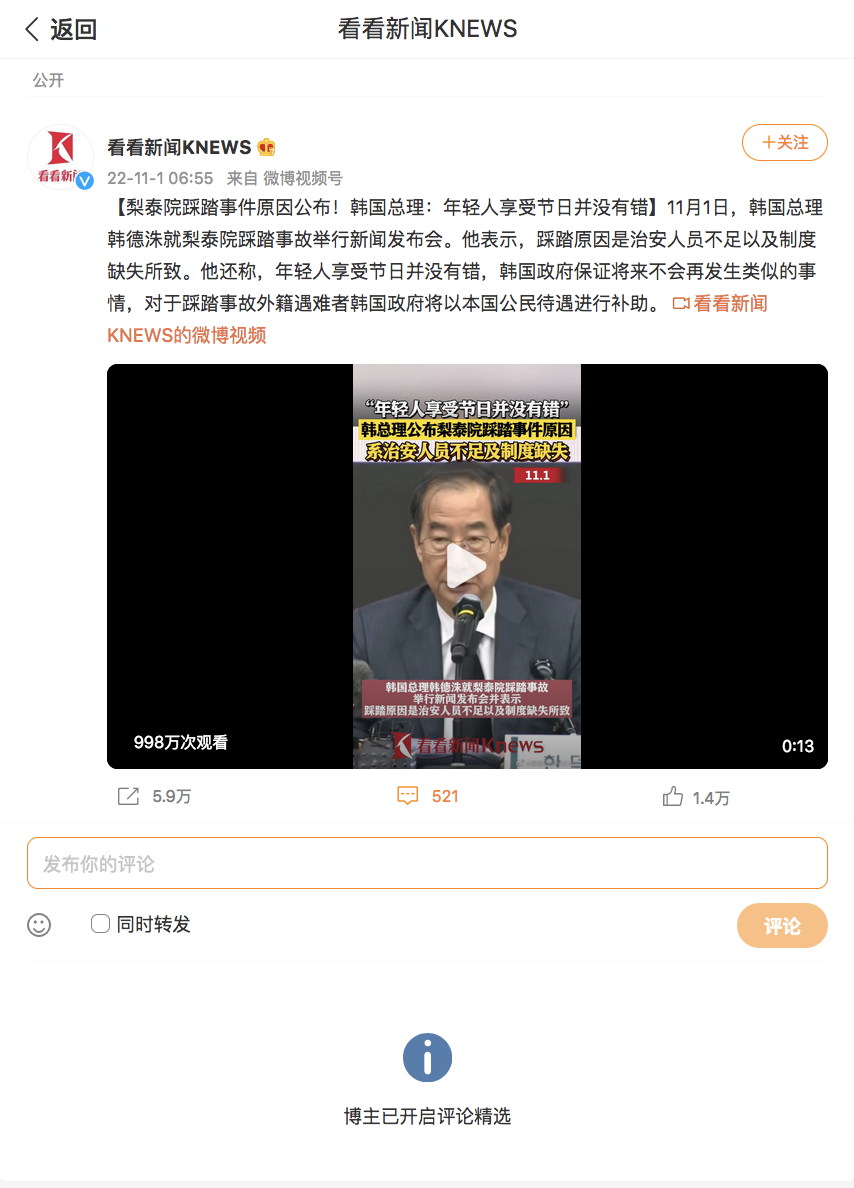 返回
看看新闻KNEWS
公开
看看新闻
看看新闻KNEWS
+关注
22-11-1 06:55 来自 微博视频号
【梨泰院踩踏事件原因公布！韩国总理：年轻人享受节日并没有错】11月1日，韩国总理
韩德洙就梨泰院踩踏事故举行新闻发布会。他表示，踩踏原因是治安人员不足以及制度
缺失所致。他还称，年轻人享受节日并没有错，韩国政府保证将来不会再发生类似的事
情，对于踩踏事故外籍遇难者韩国政府将以本国公民待遇进行补助。 看看新闻
KNEWS的微博视频
“年轻人享受节日并没有错”
韩总理公布梨泰院踩踏事件原因
系治安人员不足及制度缺失
11.1
韩国总理韩德洙就梨泰院踩踏事故
举行新闻发布会并表示
踩踏原因是治安人员不足以及制度缺失所致
看看新闻Knews
한 덕
998万次观看
0:13
5.9万
521
1.4万
发布你的评论
同时转发
评论
博主已开启评论精选